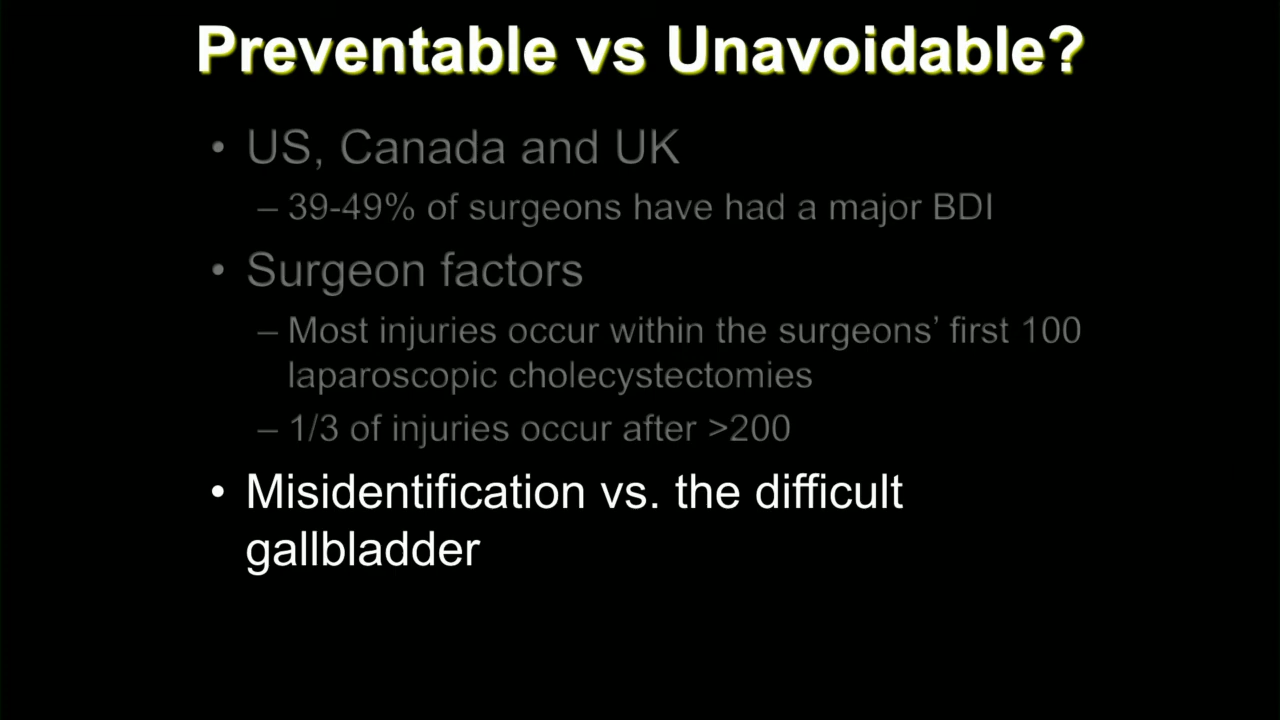 Preventable vs Unavoidable?
• US, Canada and UK
– 39-49% of surgeons have had a major BDI
• Surgeon factors
– Most injuries occur within the surgeons’ first 100
laparoscopic cholecystectomies
– 1/3 of injuries occur after >200
• Misidentification vs. the difficult
gallbladder